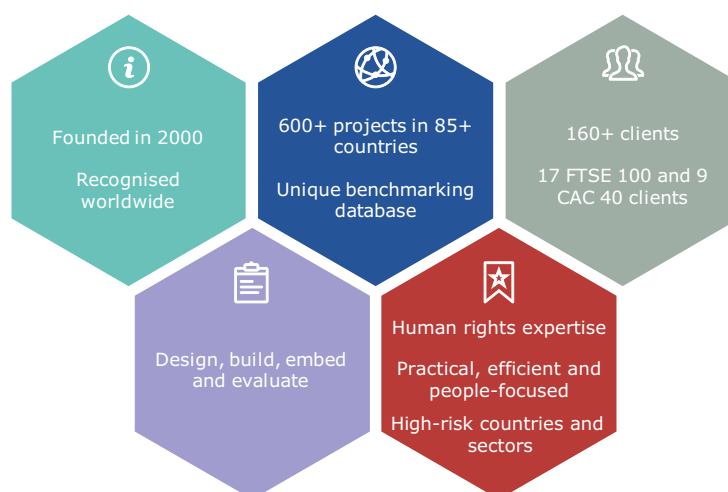 Founded in 2000
Recognised
worldwide
600+ projects in 85+
countries
Unique benchmarking
database
160+ clients
17 FTSE 100 and 9
CAC 40 clients
Design, build, embed
and evaluate
Human rights expertise
Practical, efficient and
people-focused
High-risk countries and
sectors